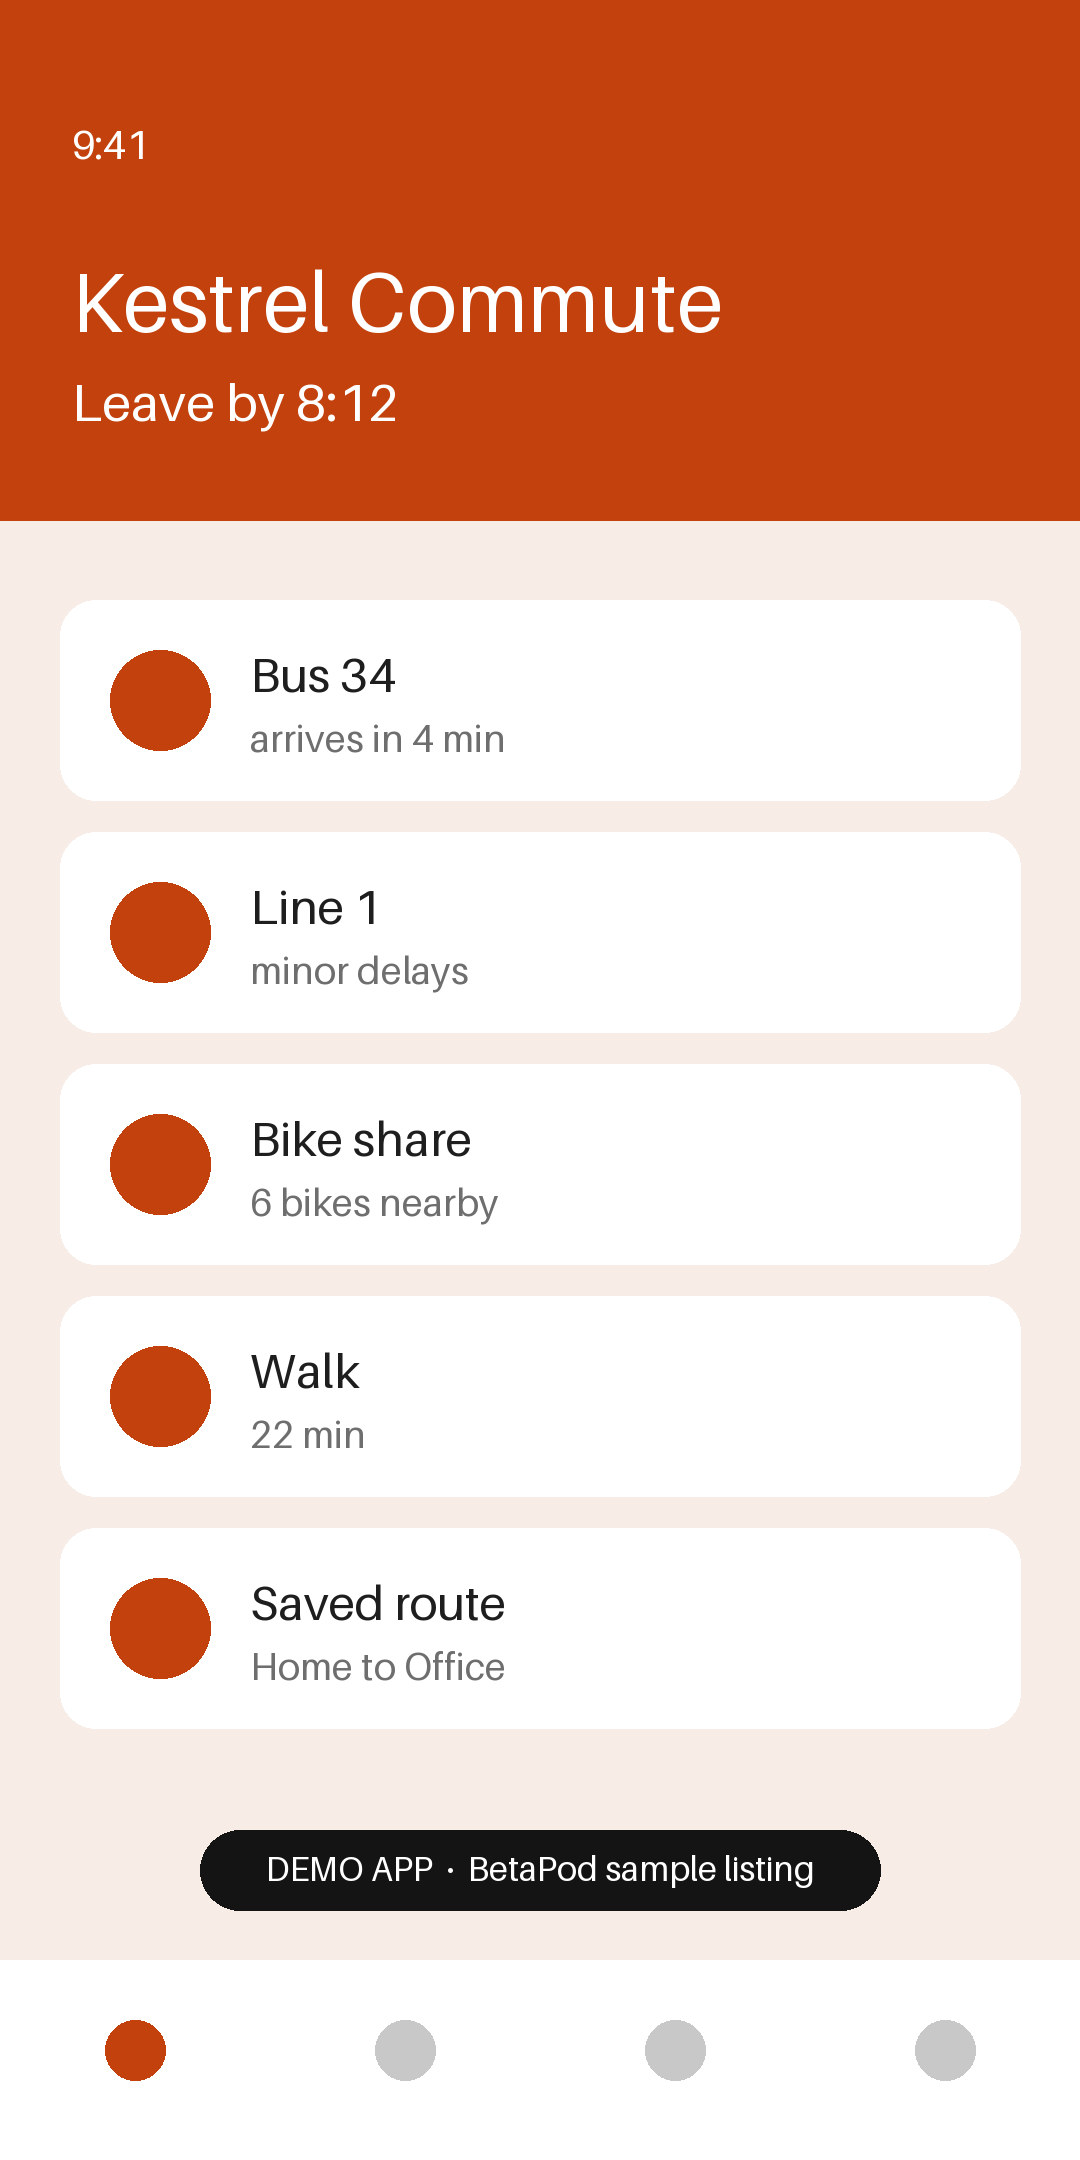 9:41
Kestrel Commute
Leave by 8:12
Bus 34
arrives in 4 min
Line 1
minor delays
Bike share
6 bikes nearby
Walk
22 min
Saved route
Home to Office
DEMO APP · BetaPod sample listing